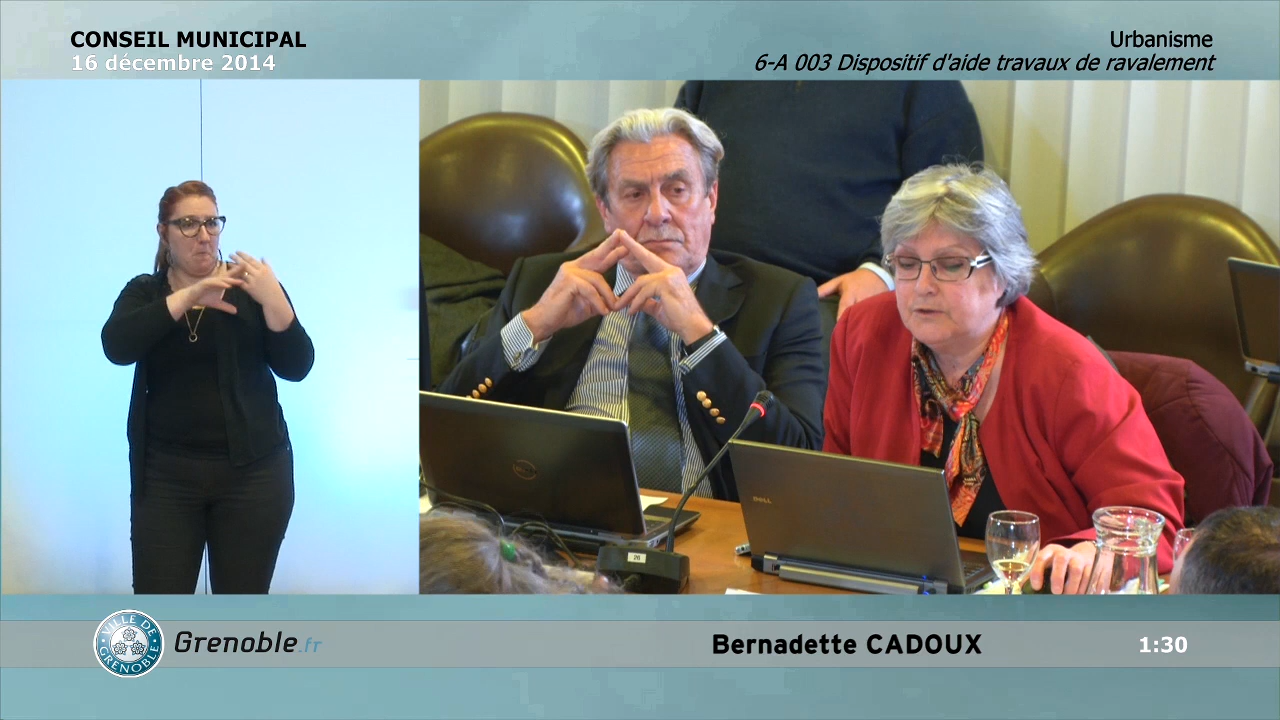 CONSEIL MUNICIPAL
16 décembre 2014
Urbanisme
6-A 003 Dispositif d'aide travaux de ravalement
DELL
DELL
26
VILLE DE GRENOBLE
Grenoble.fr
Bernadette CADOUX
1:30